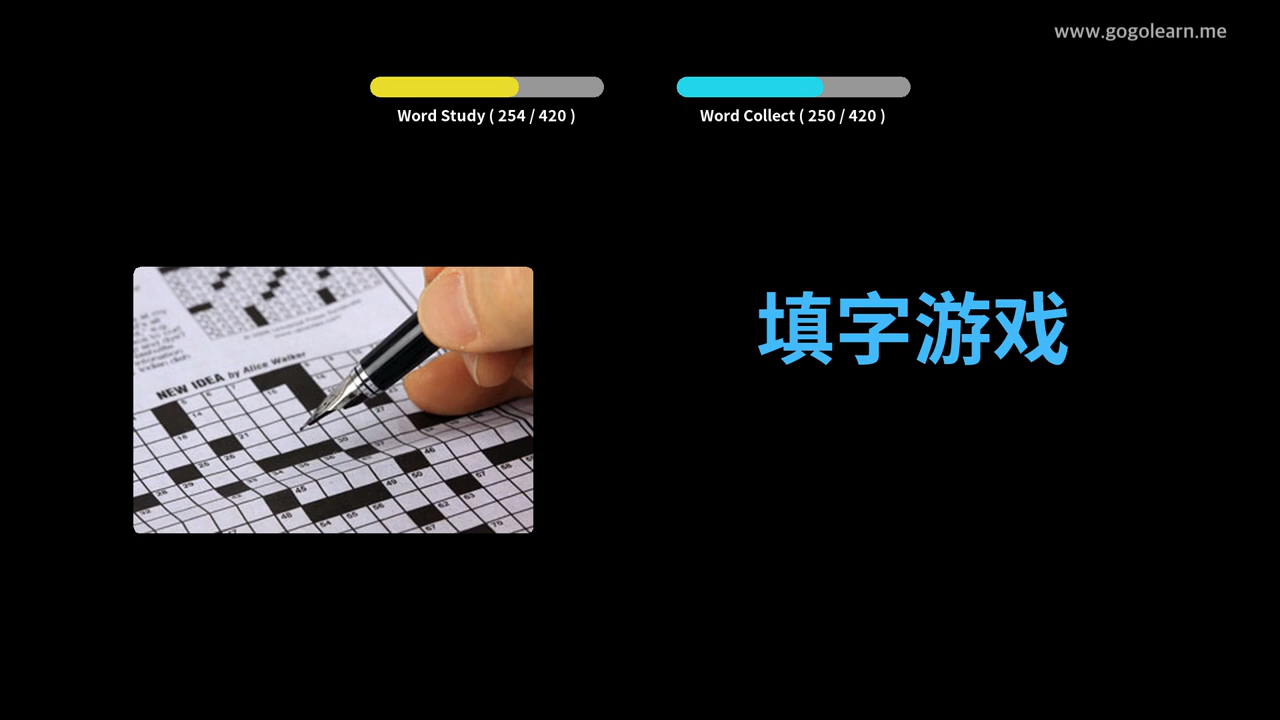 www.gogolearn.me
Word Study ( 254 / 420 )
Word Collect ( 250 / 420 )
填字游戏
NEW IDEA by Alice Walker